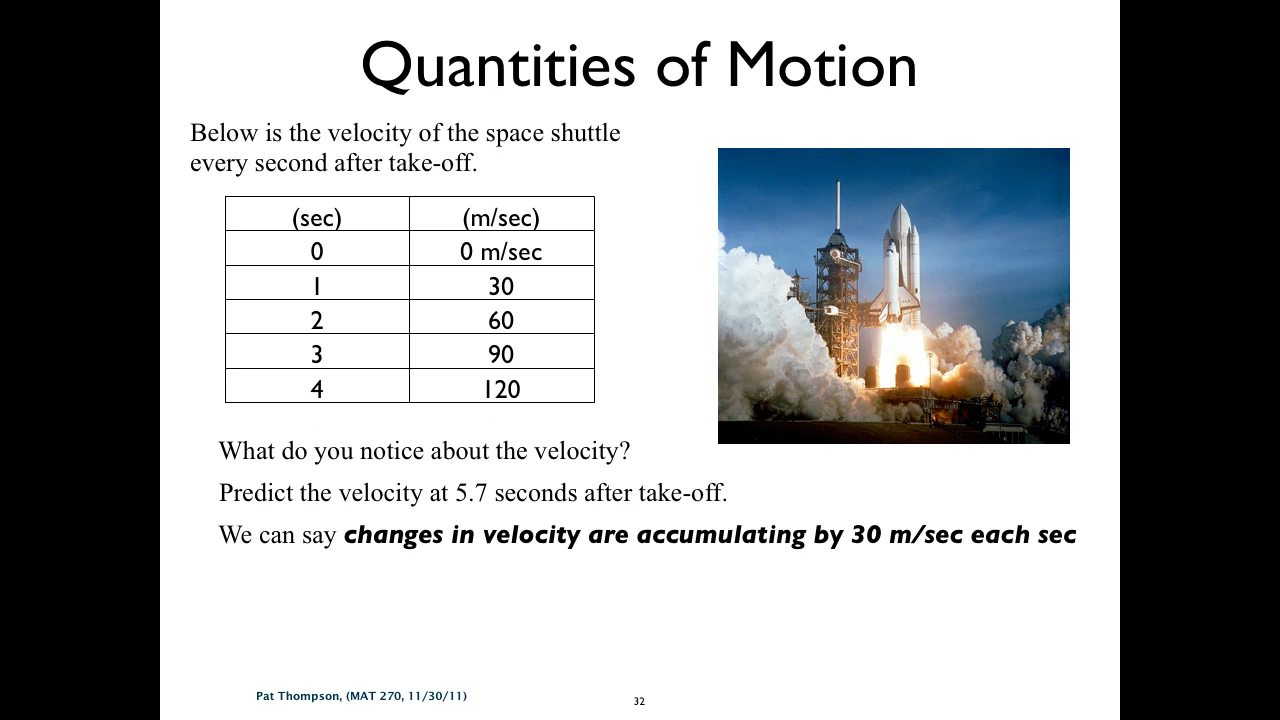 Quantities of Motion
Below is the velocity of the space shuttle
every second after take-off.
(sec) (m/sec)
0 0 m/sec
1 30
2 60
3 90
4 120
What do you notice about the velocity?
Predict the velocity at 5.7 seconds after take-off.
We can say changes in velocity are accumulating by 30 m/sec each sec
Pat Thompson, (MAT 270, 11/30/11)
32